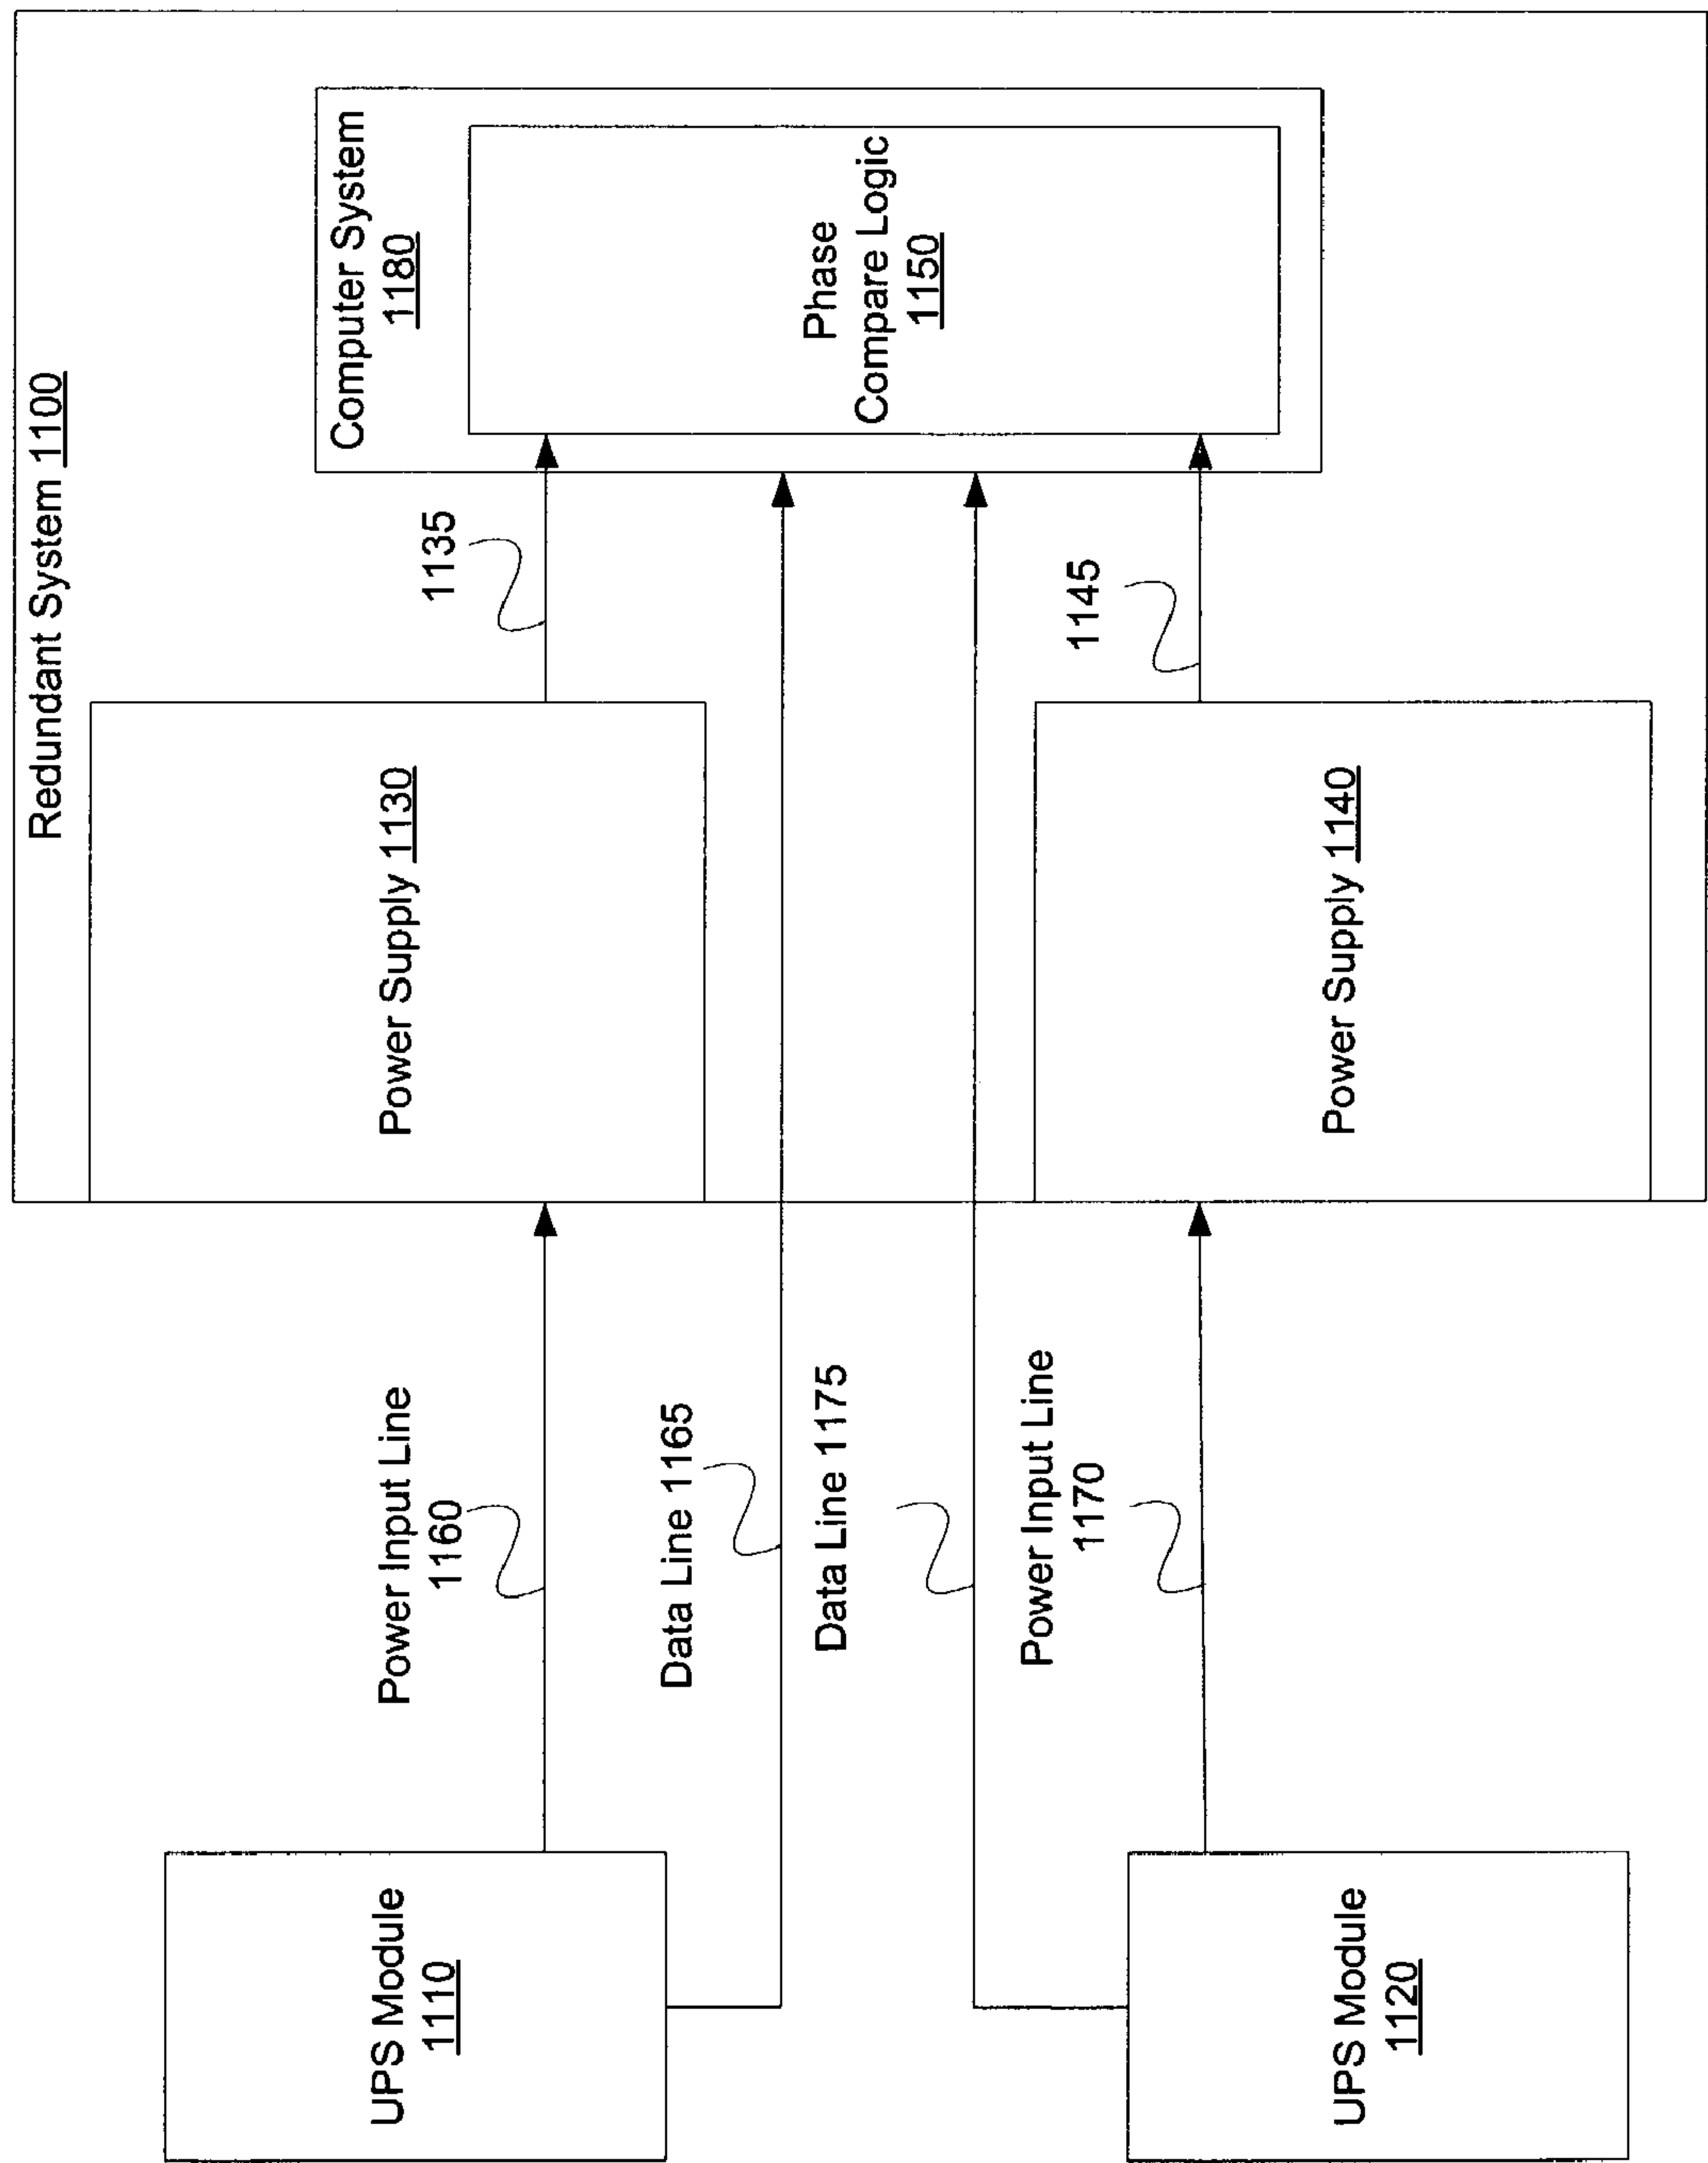 Redundant System 1100
Computer System
1180
Phase
Compare Logic
1150
1135
1145
Power Supply 1130
Power Supply 1140
Power Input Line
1160
Data Line 1165
Data Line 1175
Power Input Line
1170
UPS Module
1110
UPS Module
1120